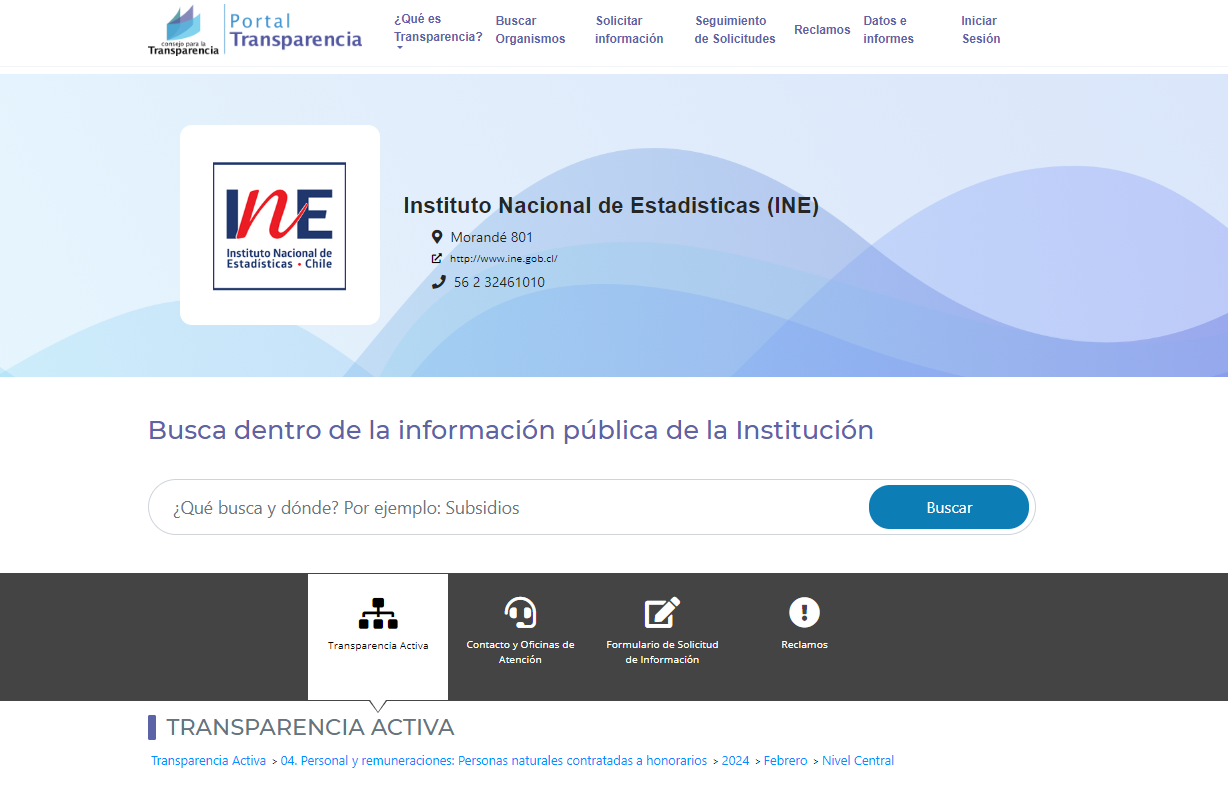 consejo para la
Transparencia
Portal
Transparencia
¿Qué es
Transparencia?
Buscar
Organismos
Solicitar
información
Seguimiento
de Solicitudes
Reclamos
Datos e
informes
Iniciar
Sesión
INE
Instituto Nacional de
Estadísticas • Chile
Instituto Nacional de Estadisticas (INE)
Morandé 801
http://www.ine.gob.cl/
56 2 32461010
Busca dentro de la información pública de la Institución
¿Qué busca y dónde? Por ejemplo: Subsidios
Buscar
Transparencia Activa
Contacto y Oficinas de
Atención
Formulario de Solicitud
de Información
Reclamos
TRANSPARENCIA ACTIVA
Transparencia Activa > 04. Personal y remuneraciones: Personas naturales contratadas a honorarios > 2024 > Febrero > Nivel Central